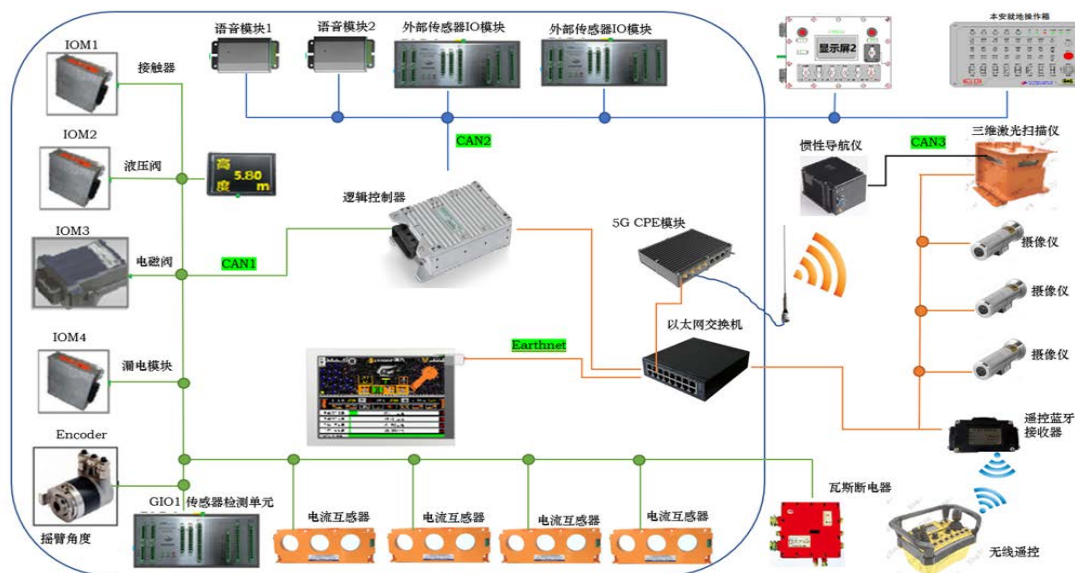 语音模块1
语音模块2
外部传感器IO模块
外部传感器IO模块
显示屏2
本安就地操作箱
IOM1
接触器
IOM2
液压阀
高
度
5.80
m
CAN2
逻辑控制器
惯性导航仪
CAN3
三维激光扫描仪
IOM3
电磁阀
CAN1
5G CPE模块
摄像仪
摄像仪
IOM4
漏电模块
Earthnet
以太网交换机
摄像仪
Encoder
摇臂角度
GIO1 传感器检测单元
电流互感器
电流互感器
电流互感器
电流互感器
瓦斯断电器
遥控蓝牙
接收器
无线遥控